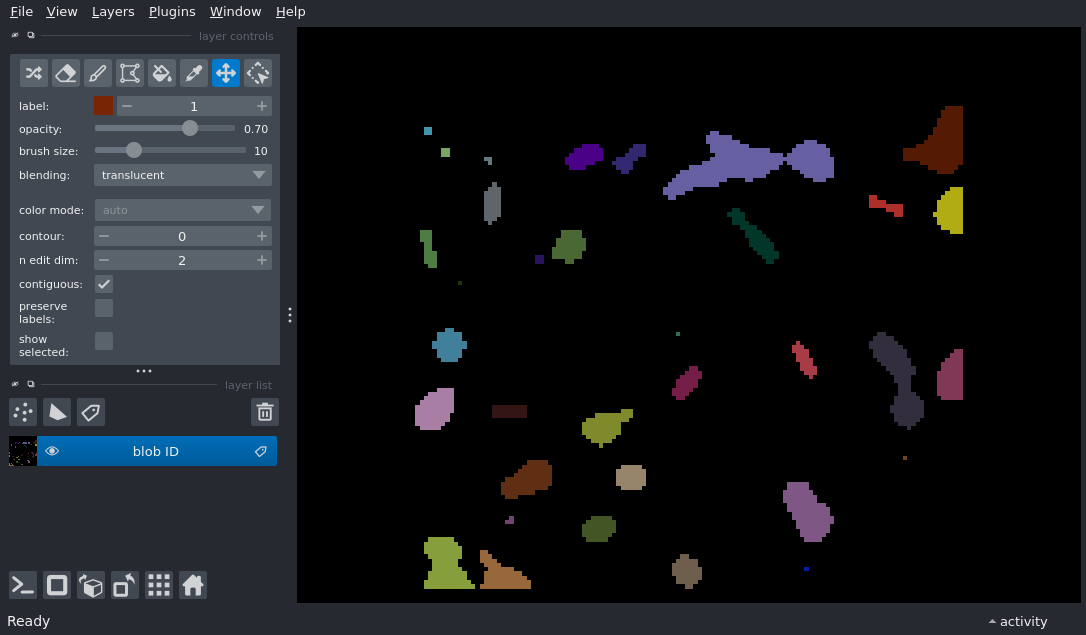 File View Layers Plugins Window Help
layer controls
label: 1
opacity: 0.70
brush size: 10
blending: translucent
color mode: auto
contour: 0
n edit dim: 2
contiguous:
preserve
labels:
show
selected:
layer list
blob ID
Ready
activity